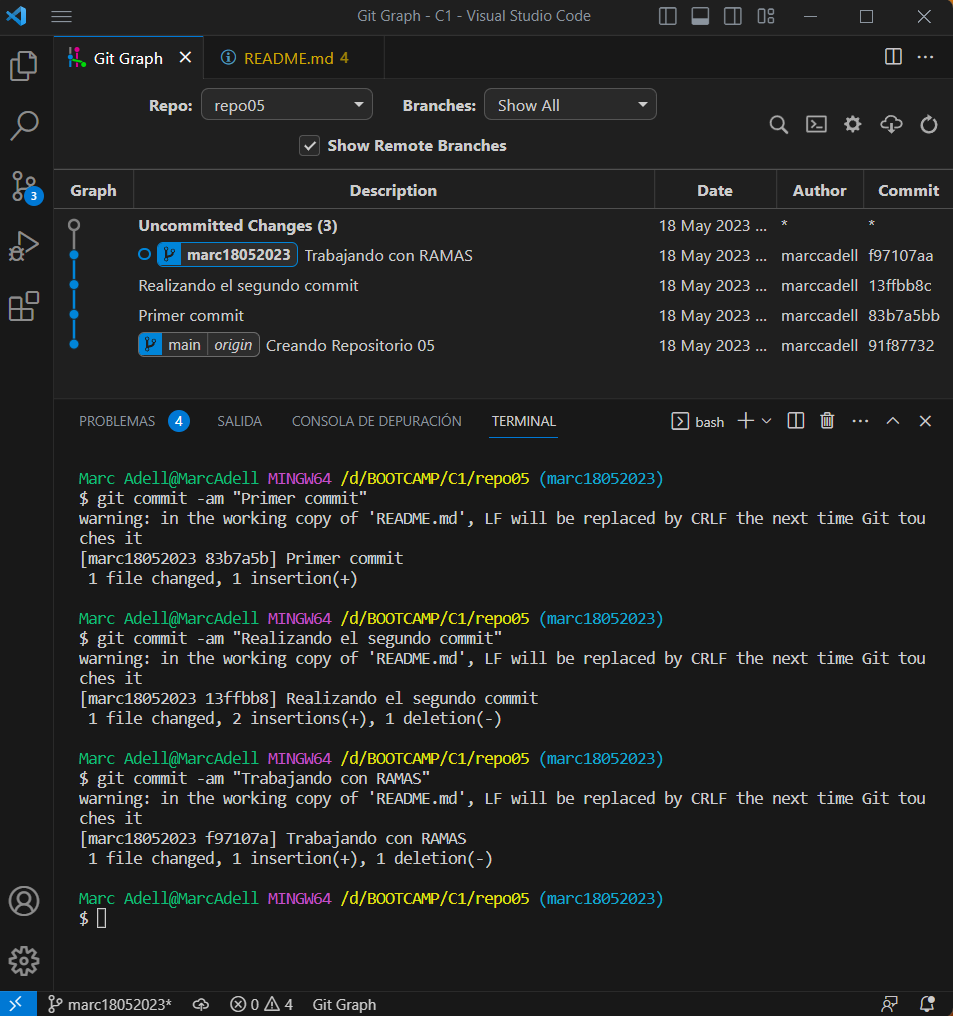 Git Graph - C1 - Visual Studio Code
Git Graph
README.md 4
Repo: repo05 Branches: Show All
Show Remote Branches
Graph Description Date Author Commit
Uncommitted Changes (3) 18 May 2023 ... * *
marc18052023 Trabajando con RAMAS 18 May 2023 ... marccadell f97107aa
Realizando el segundo commit 18 May 2023 ... marccadell 13ffbb8c
Primer commit 18 May 2023 ... marccadell 83b7a5bb
main origin Creando Repositorio 05 18 May 2023 ... marccadell 91f87732
3
PROBLEMAS 4 SALIDA CONSOLA DE DEPURACIÓN TERMINAL bash
Marc Adell@MarcAdell MINGW64 /d/BOOTCAMP/C1/repo05 (marc18052023)
$ git commit -am "Primer commit"
warning: in the working copy of 'README.md', LF will be replaced by CRLF the next time Git tou
ches it
[marc18052023 83b7a5b] Primer commit
1 file changed, 1 insertion(+)
Marc Adell@MarcAdell MINGW64 /d/BOOTCAMP/C1/repo05 (marc18052023)
$ git commit -am "Realizando el segundo commit"
warning: in the working copy of 'README.md', LF will be replaced by CRLF the next time Git tou
ches it
[marc18052023 13ffbb8] Realizando el segundo commit
1 file changed, 2 insertions(+), 1 deletion(-)
Marc Adell@MarcAdell MINGW64 /d/BOOTCAMP/C1/repo05 (marc18052023)
$ git commit -am "Trabajando con RAMAS"
warning: in the working copy of 'README.md', LF will be replaced by CRLF the next time Git tou
ches it
[marc18052023 f97107a] Trabajando con RAMAS
1 file changed, 1 insertion(+), 1 deletion(-)
Marc Adell@MarcAdell MINGW64 /d/BOOTCAMP/C1/repo05 (marc18052023)
$
marc18052023* 0 4 Git Graph